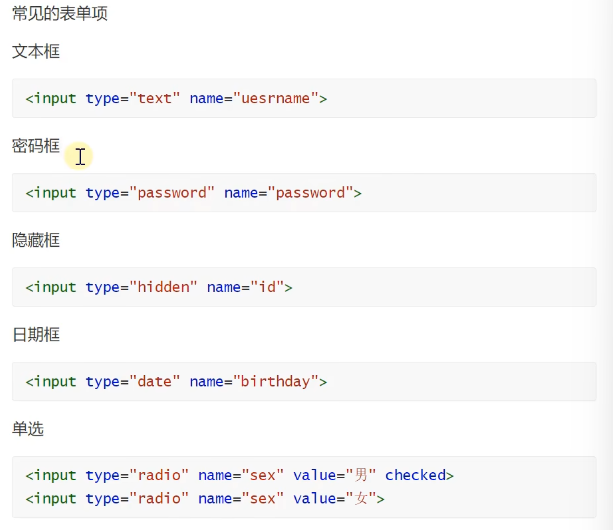 常见的表单项
文本框
<input type="text" name="uesrname">
密码框
<input type="password" name="password">
隐藏框
<input type="hidden" name="id">
日期框
<input type="date" name="birthday">
单选
<input type="radio" name="sex" value="男" checked>
<input type="radio" name="sex" value="女">